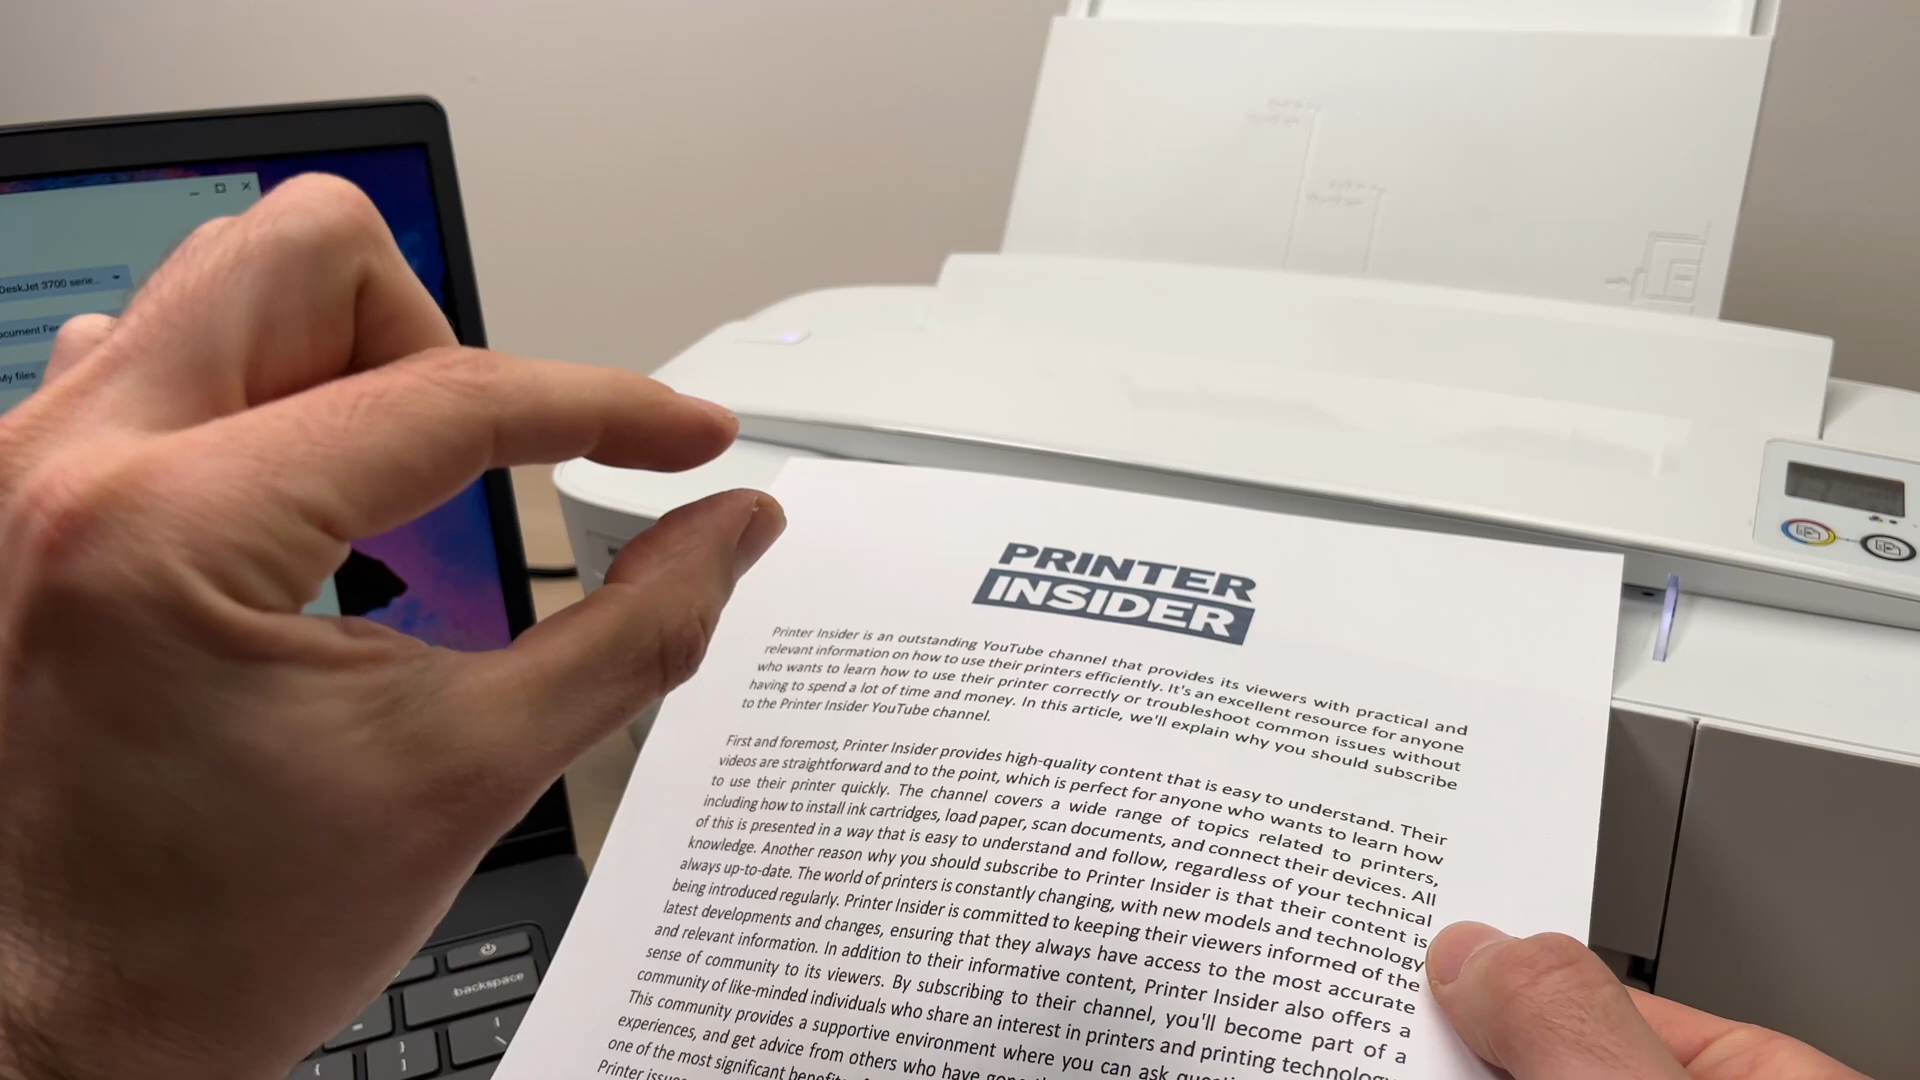 DeskJet 3700 serie...
ocument Fee
My files
PRINTER
INSIDER
Printer Insider is an outstanding YouTube channel that provides its viewers with practical and
relevant information on how to use their printers efficiently. It's an excellent resource for anyone
who wants to learn how to use their printer correctly or troubleshoot common issues without
having to spend a lot of time and money. In this article, we'll explain why you should subscribe
to the Printer Insider YouTube channel.
First and foremost, Printer Insider provides high-quality content that is easy to understand. Their
videos are straightforward and to the point, which is perfect for anyone who wants to learn how
to use their printer quickly. The channel covers a wide range of topics related to printers,
including how to install ink cartridges, load paper, scan documents, and connect their devices. All
of this is presented in a way that is easy to understand and follow, regardless of your technical
knowledge. Another reason why you should subscribe to Printer Insider is that their content is
always up-to-date. The world of printers is constantly changing, with new models and technology
being introduced regularly. Printer Insider is committed to keeping their viewers informed of the
latest developments and changes, ensuring that they always have access to the most accurate
and relevant information. In addition to their informative content, Printer Insider also offers a
sense of community to its viewers. By subscribing to their channel, you'll become part of a
community of like-minded individuals who share an interest in printers and printing technology.
This community provides a supportive environment where you can ask
experiences, and get advice from others who have
one of the most significant
Printer
backspace